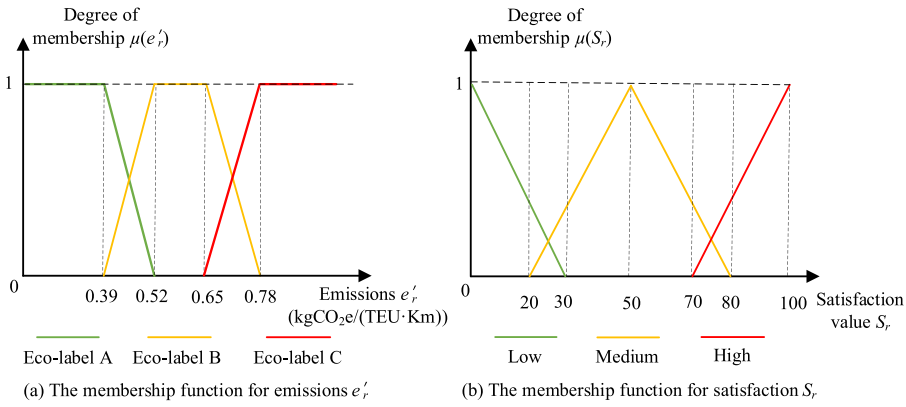 Degree of
membership μ(e′r)
1
0
0.39
0.52
0.65
0.78
Emissions e′r
(kgCO2e/(TEU·Km))
Eco-label A
Eco-label B
Eco-label C
(a) The membership function for emissions e′r
Degree of
membership μ(Sr)
1
0
20
30
50
70
80
100
Satisfaction
value Sr
Low
Medium
High
(b) The membership function for satisfaction Sr